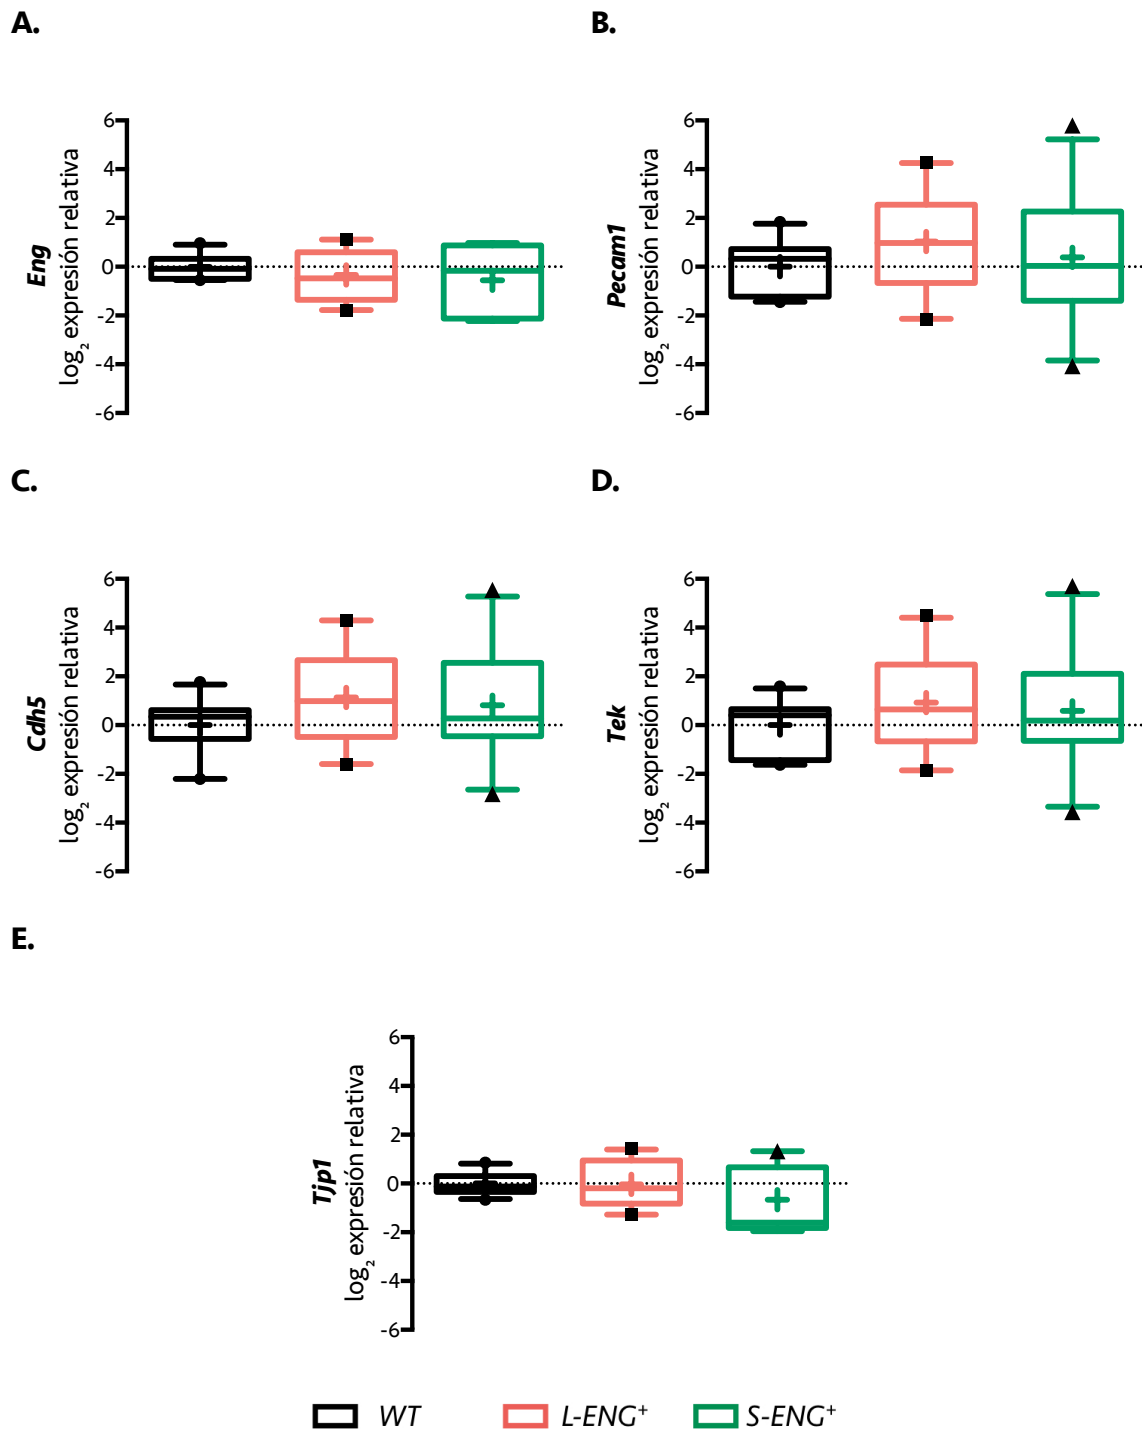 A.
B.
6
4
2
0
-2
-4
-6
Eng
log2 expresión relativa
6
4
2
0
-2
-4
-6
Pecam1
log2 expresión relativa
C.
D.
6
4
2
0
-2
-4
-6
Cdh5
log2 expresión relativa
6
4
2
0
-2
-4
-6
Tek
log2 expresión relativa
E.
6
4
2
0
-2
-4
-6
Tjp1
log2 expresión relativa
WT L-ENG+ S-ENG+